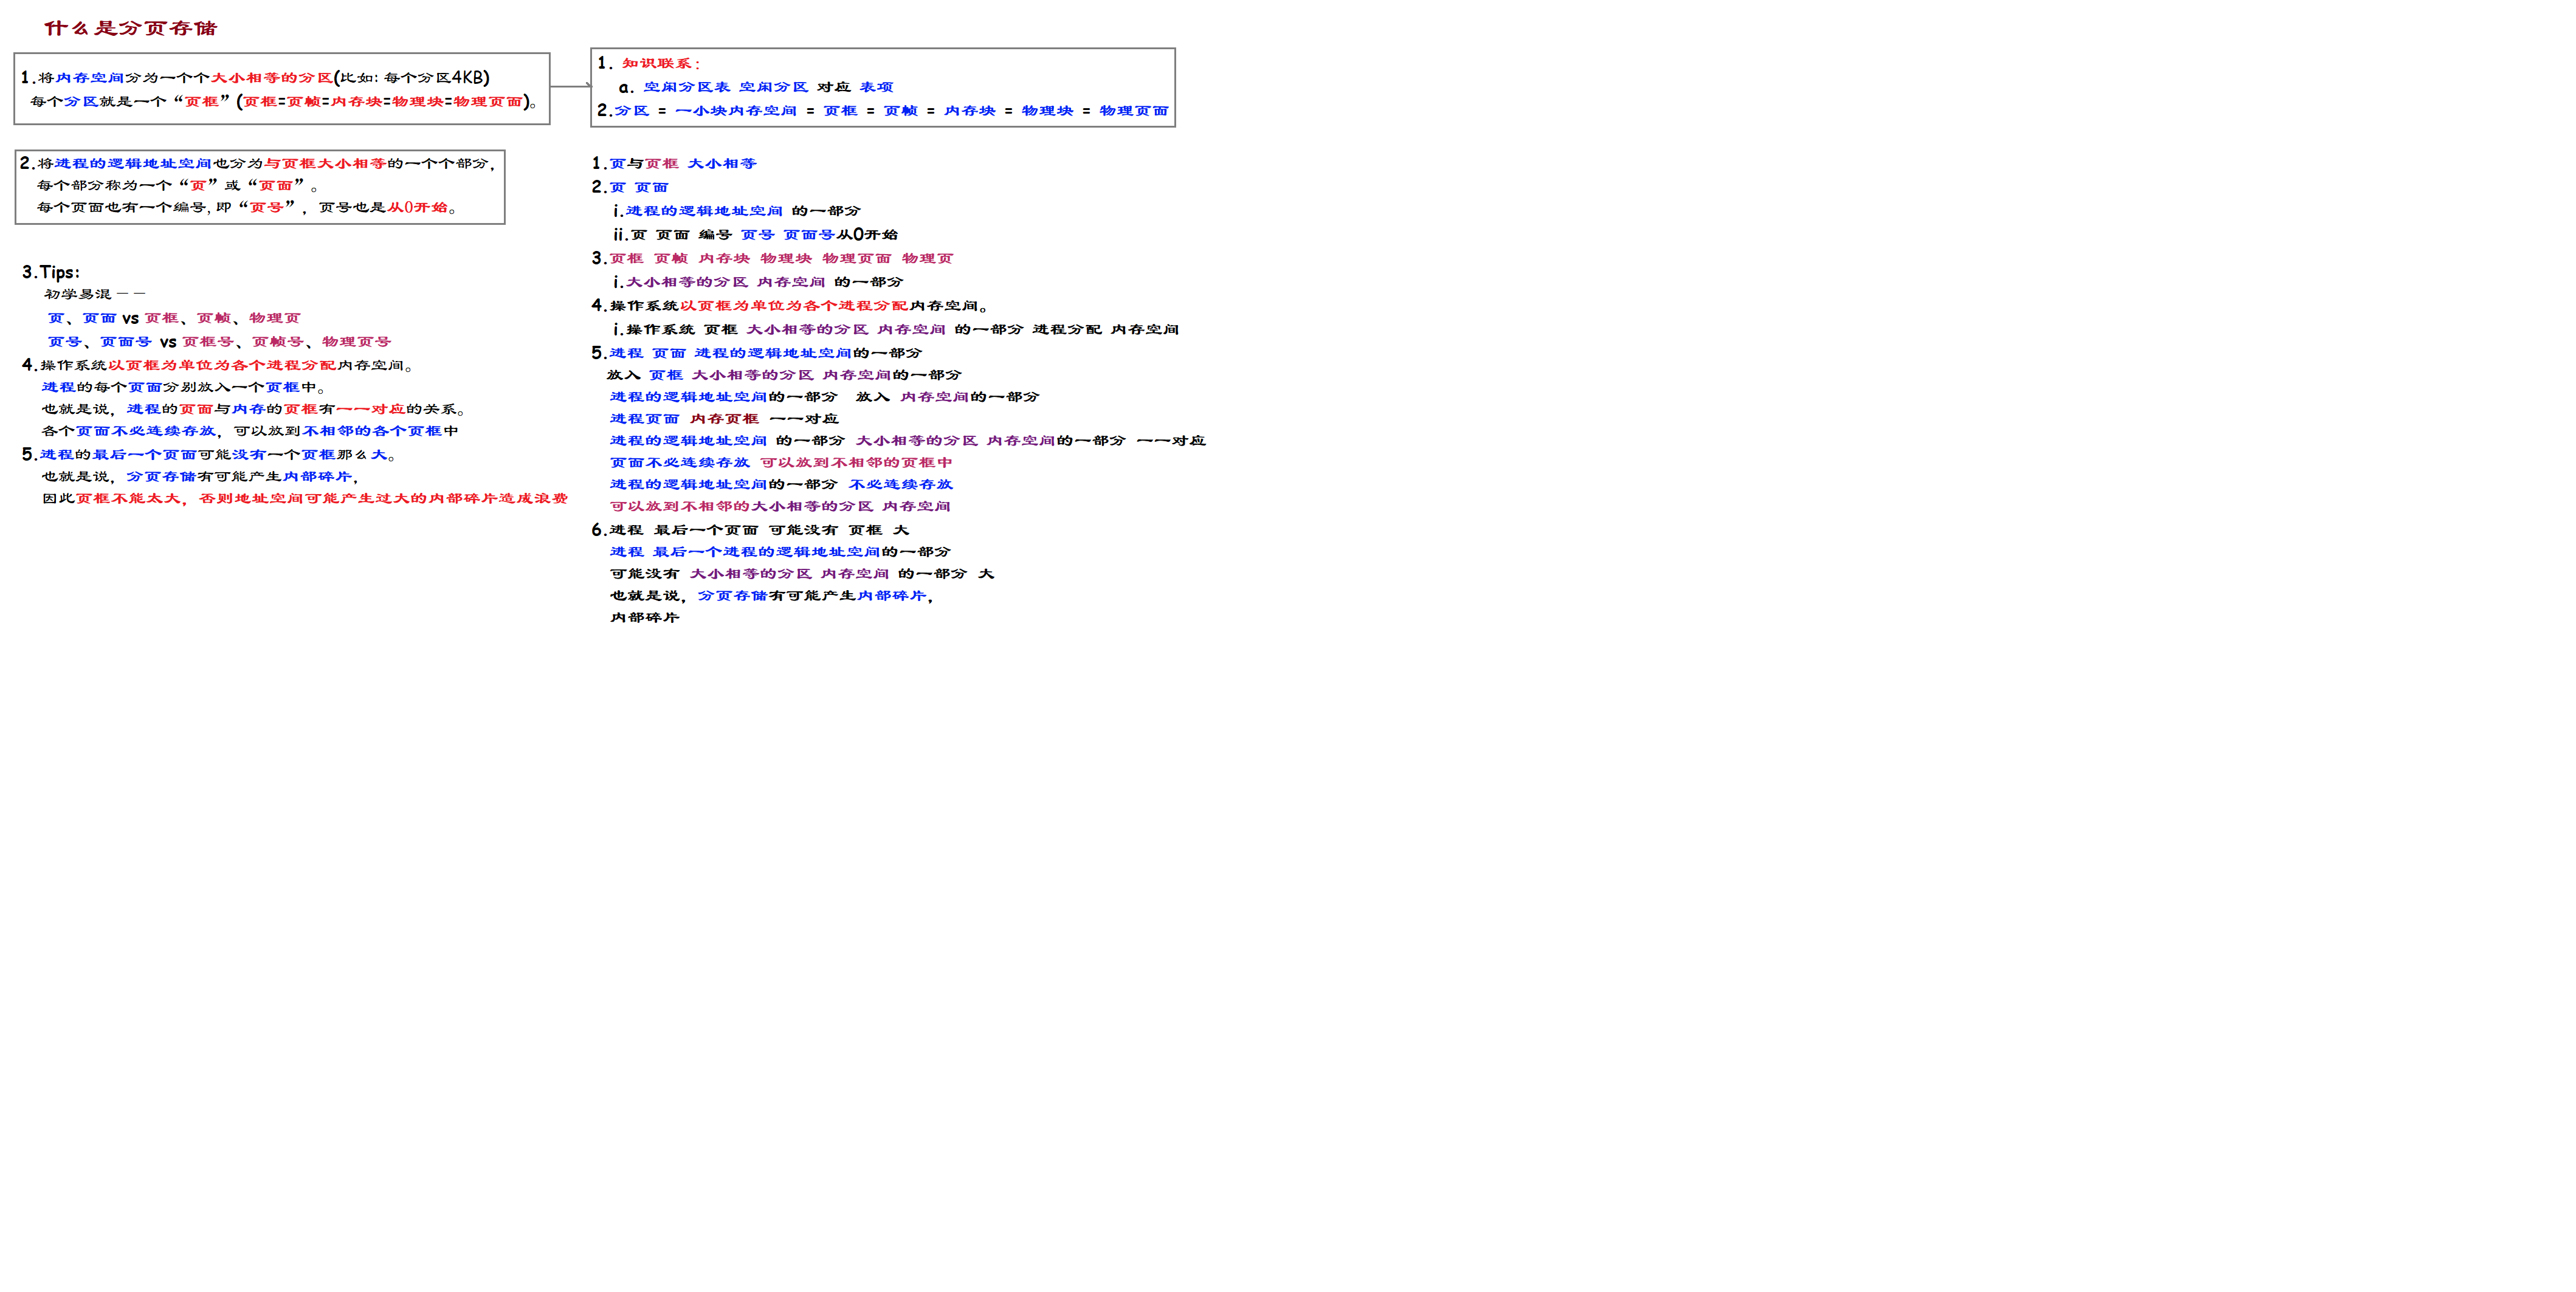 什么是分页存储
1.将内存空间分为一个个大小相等的分区(比如: 每个分区4KB)
每个分区就是一个“页框”(页框=页帧=内存块=物理块=物理页面)。
2.将进程的逻辑地址空间也分为与页框大小相等的一个个部分,
每个部分称为一个“页”或“页面”。
每个页面也有一个编号, 即“页号”, 页号也是从0开始。
3.Tips:
初学易混——
页、页面 vs 页框、页帧、物理页
页号、页面号 vs 页框号、页帧号、物理页号
4.操作系统以页框为单位为各个进程分配内存空间。
进程的每个页面分别放入一个页框中。
也就是说, 进程的页面与内存的页框有一一对应的关系。
各个页面不必连续存放, 可以放到不相邻的各个页框中
5.进程的最后一个页面可能没有一个页框那么大。
也就是说, 分页存储有可能产生内部碎片,
因此页框不能太大, 否则地址空间可能产生过大的内部碎片造成浪费
1. 知识联系:
a. 空闲分区表 空闲分区 对应 表项
2.分区 = 一小块内存空间 = 页框 = 页帧 = 内存块 = 物理块 = 物理页面
1.页与页框 大小相等
2.页 页面
i.进程的逻辑地址空间 的一部分
ii.页 页面 编号 页号 页面号从0开始
3.页框 页帧 内存块 物理块 物理页面 物理页
i.大小相等的分区 内存空间 的一部分
4.操作系统以页框为单位为各个进程分配内存空间。
i.操作系统 页框 大小相等的分区 内存空间 的一部分 进程分配 内存空间
5.进程 页面 进程的逻辑地址空间的一部分
放入 页框 大小相等的分区 内存空间的一部分
进程的逻辑地址空间的一部分 放入 内存空间的一部分
进程页面 内存页框 一一对应
进程的逻辑地址空间 的一部分 大小相等的分区 内存空间的一部分 一一对应
页面不必连续存放 可以放到不相邻的页框中
进程的逻辑地址空间的一部分 不必连续存放
可以放到不相邻的大小相等的分区 内存空间
6.进程 最后一个页面 可能没有 页框 大
进程 最后一个进程的逻辑地址空间的一部分
可能没有 大小相等的分区 内存空间 的一部分 大
也就是说, 分页存储有可能产生内部碎片,
内部碎片